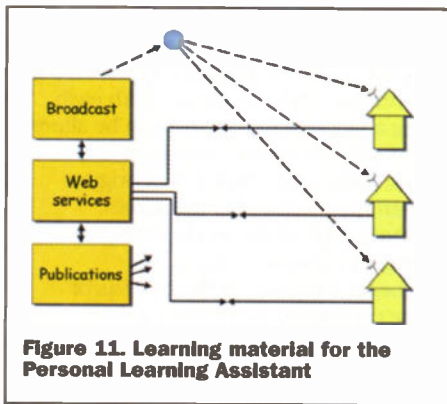 Broadcast
Web
services
Publications
Figure 11. Learning material for the
Personal Learning Assistant